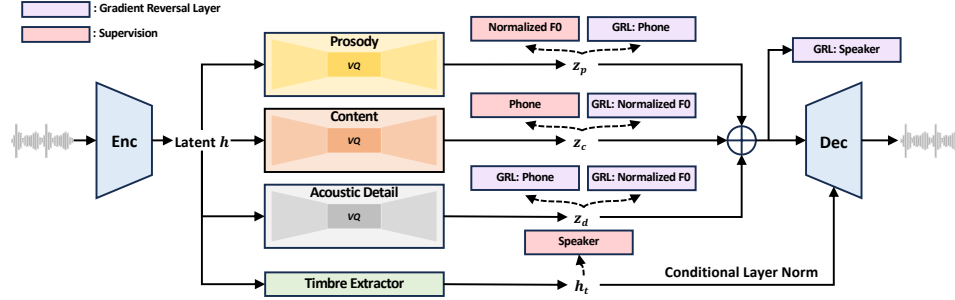 : Gradient Reversal Layer
: Supervision
Prosody
VQ
Normalized F0
GRL: Phone
z_p
GRL: Speaker
Enc
Latent h
Content
VQ
Phone
GRL: Normalized F0
z_c
Dec
Acoustic Detail
VQ
GRL: Phone
GRL: Normalized F0
z_d
Speaker
Timbre Extractor
h_t
Conditional Layer Norm